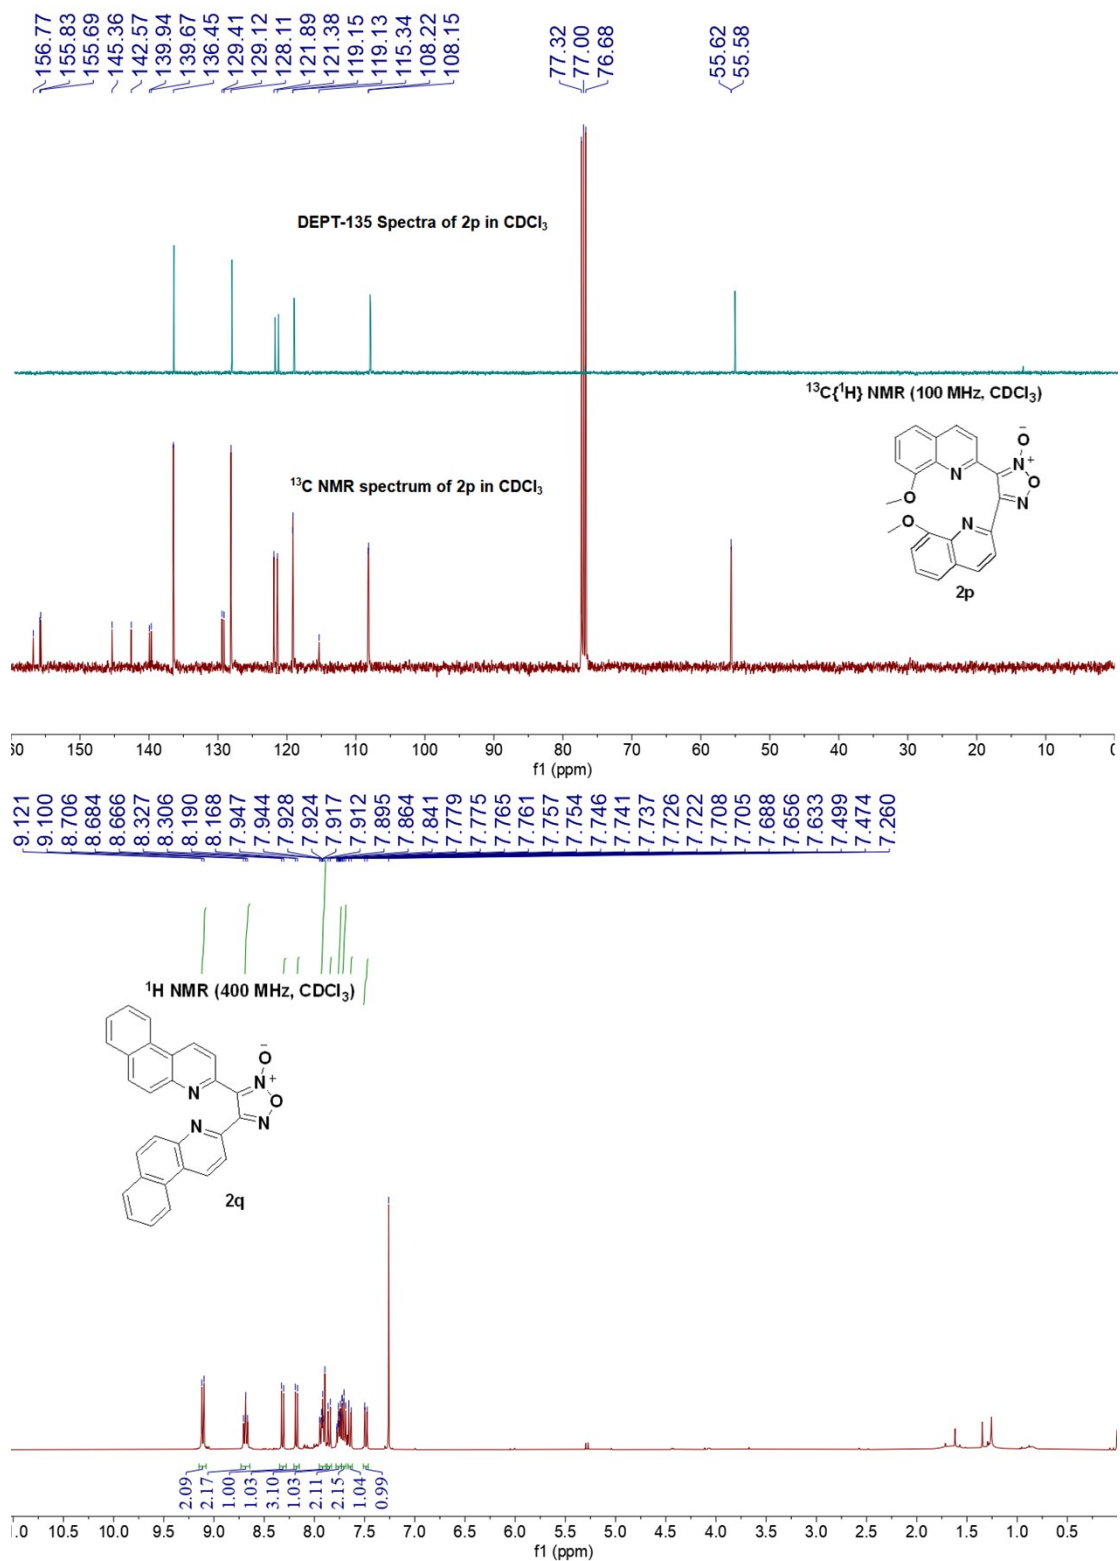 156.77
155.83
155.69
145.36
142.57
139.94
139.67
136.45
129.41
129.12
128.11
121.89
121.38
119.15
119.13
115.34
108.22
108.15
77.32
77.00
76.68
55.62
55.58
DEPT-135 Spectra of 2p in CDCl₃
¹³C{¹H} NMR (100 MHz, CDCl₃)
¹³C NMR spectrum of 2p in CDCl₃
O⁻
N⁺
O
N
N
O
O
N
2p
150 140 130 120 110 100 90 80 70 60 50 40 30 20 10
f1 (ppm)
9.121
9.100
8.706
8.684
8.666
8.327
8.306
8.190
8.168
7.947
7.944
7.928
7.924
7.917
7.912
7.895
7.864
7.841
7.779
7.775
7.765
7.761
7.757
7.754
7.746
7.741
7.737
7.726
7.722
7.708
7.705
7.688
7.656
7.633
7.499
7.474
7.260
¹H NMR (400 MHz, CDCl₃)
O⁻
N⁺
O
N
N
N
2q
2.09
2.17
1.00
1.03
3.10
1.03
2.11
2.15
1.04
0.99
10.5 10.0 9.5 9.0 8.5 8.0 7.5 7.0 6.5 6.0 5.5 5.0 4.5 4.0 3.5 3.0 2.5 2.0 1.5 1.0 0.5
f1 (ppm)